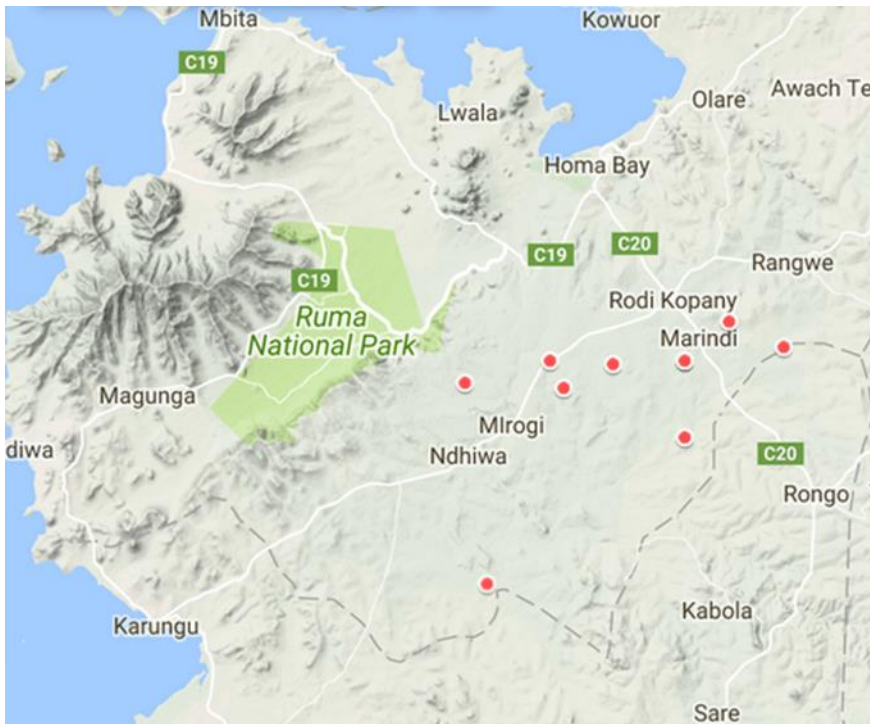 Mbita
Kowuor
C19
Awach Te
Olare
Lwala
Homa Bay
C20
C19
Rangwe
C19
Rodi Kopany
Ruma
National Park
Marindi
Magunga
MIrogi
diwa
Ndhiwa
C20
Rongo
Karungu
Kabola
Sare